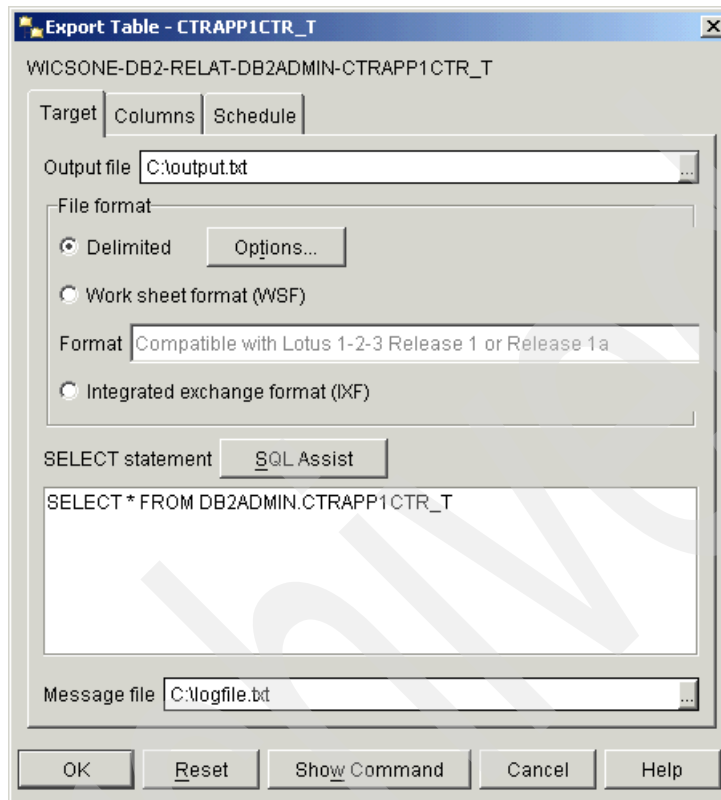 Export Table - CTRAPP1CTR_T
WICSONE-DB2-RELAT-DB2ADMIN-CTRAPP1CTR_T
Target Columns Schedule
Output file C:\output.txt ...
File format
Delimited Options...
Work sheet format (WSF)
Format Compatible with Lotus 1-2-3 Release 1 or Release 1a
Integrated exchange format (IXF)
SELECT statement SQL Assist
SELECT * FROM DB2ADMIN.CTRAPP1CTR_T
Message file C:\logfile.txt ...
OK Reset Show Command Cancel Help